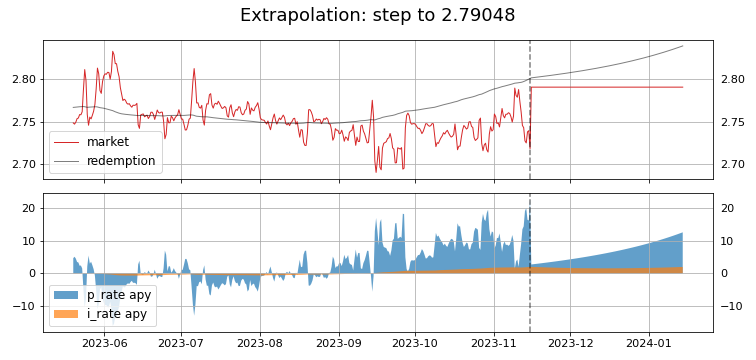 Extrapolation: step to 2.79048
2.80
2.80
2.75
2.75
2.70
2.70
market
redemption
20
20
10
10
0
0
−10
−10
p_rate apy
i_rate apy
2023-06 2023-07 2023-08 2023-09 2023-10 2023-11 2023-12 2024-01